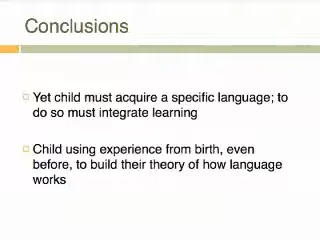 Conclusions
Yet child must acquire a specific language; to
do so must integrate learning
Child using experience from birth, even
before, to build their theory of how language
works